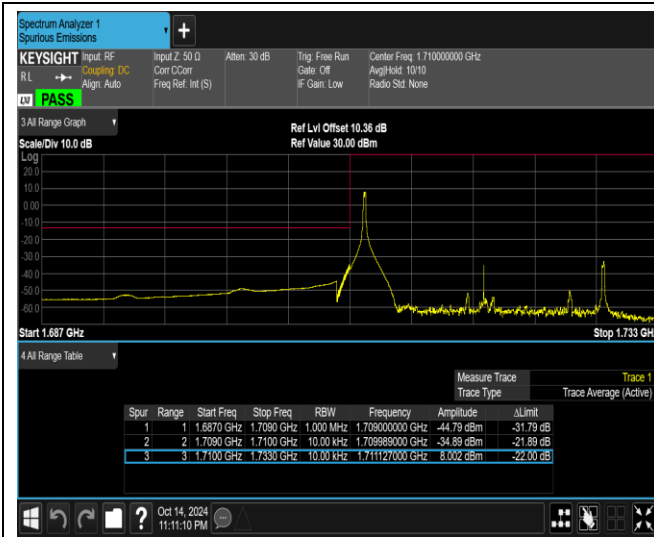 Spectrum Analyzer 1
Spurious Emissions
+
KEYSIGHT Input: RF Input Z: 50 Ω Atten: 30 dB Trig: Free Run Center Freq: 1.710000000 GHz
R L Coupling: DC Corr CCorr Gate: Off Avg|Hold: 10/10
Align: Auto Freq Ref: Int (S) IF Gain: Low Radio Std: None
LXI PASS
3 All Range Graph
Ref Lvl Offset 10.36 dB
Scale/Div 10.0 dB Ref Value 30.00 dBm
Log
20.0
10.0
0.00
-10.0
-20.0
-30.0
-40.0
-50.0
-60.0
Start 1.687 GHz Stop 1.733 GH
4 All Range Table
Measure Trace Trace 1
Trace Type Trace Average (Active)
Spur Range Start Freq Stop Freq RBW Frequency Amplitude ΔLimit
1 1 1.6870 GHz 1.7090 GHz 1.000 MHz 1.709000000 GHz -44.79 dBm -31.79 dB
2 2 1.7090 GHz 1.7100 GHz 10.00 kHz 1.709989000 GHz -34.89 dBm -21.89 dB
3 3 1.7100 GHz 1.7330 GHz 10.00 kHz 1.711127000 GHz 8.002 dBm -22.00 dB
? Oct 14, 2024
11:11:10 PM